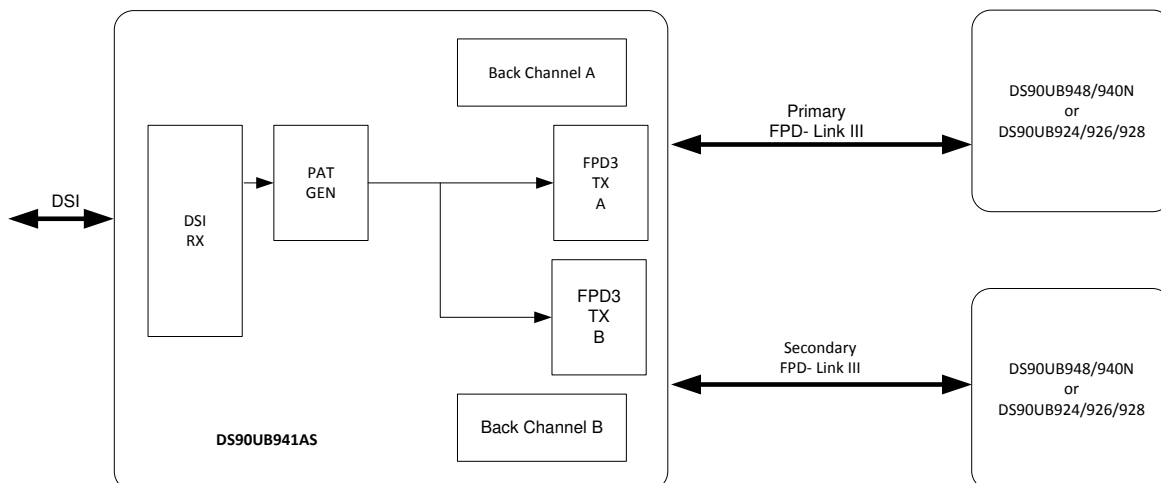 DSI
DSI
RX
PAT
GEN
Back Channel A
FPD3
TX
A
FPD3
TX
B
Back Channel B
DS90UB941AS
Primary
FPD- Link III
Secondary
FPD- Link III
DS90UB948/940N
or
DS90UB924/926/928
DS90UB948/940N
or
DS90UB924/926/928